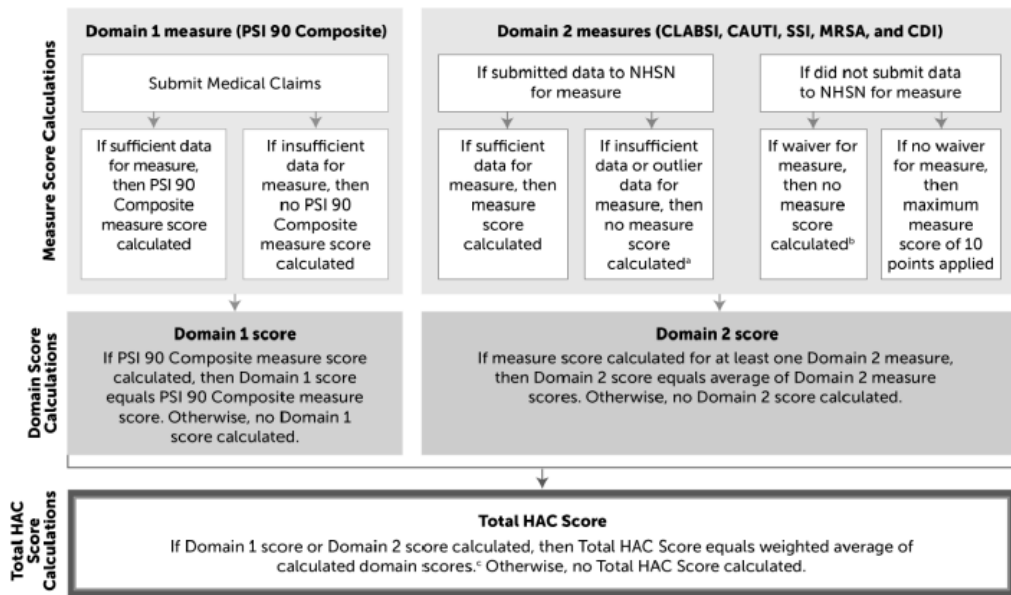 Measure Score Calculations
Domain 1 measure (PSI 90 Composite)
Submit Medical Claims
If sufficient data
for measure,
then PSI 90
Composite
measure score
calculated
If insufficient
data for
measure, then
no PSI 90
Composite
measure score
calculated
Domain 2 measures (CLABSI, CAUTI, SSI, MRSA, and CDI)
If submitted data to NHSN
for measure
If sufficient
data for
measure, then
measure
score
calculated
If insufficient
data or outlier
data for
measure, then
no measure
score
calculatedᵃ
If did not submit data
to NHSN for measure
If waiver for
measure,
then no
measure
score
calculatedᵇ
If no waiver
for measure,
then
maximum
measure
score of 10
points applied
Domain Score
Calculations
Domain 1 score
If PSI 90 Composite measure score
calculated, then Domain 1 score
equals PSI 90 Composite measure
score. Otherwise, no Domain 1
score calculated.
Domain 2 score
If measure score calculated for at least one Domain 2 measure,
then Domain 2 score equals average of Domain 2 measure
scores. Otherwise, no Domain 2 score calculated.
Total HAC
Score
Calculations
Total HAC Score
If Domain 1 score or Domain 2 score calculated, then Total HAC Score equals weighted average of
calculated domain scores.ᶜ Otherwise, no Total HAC Score calculated.